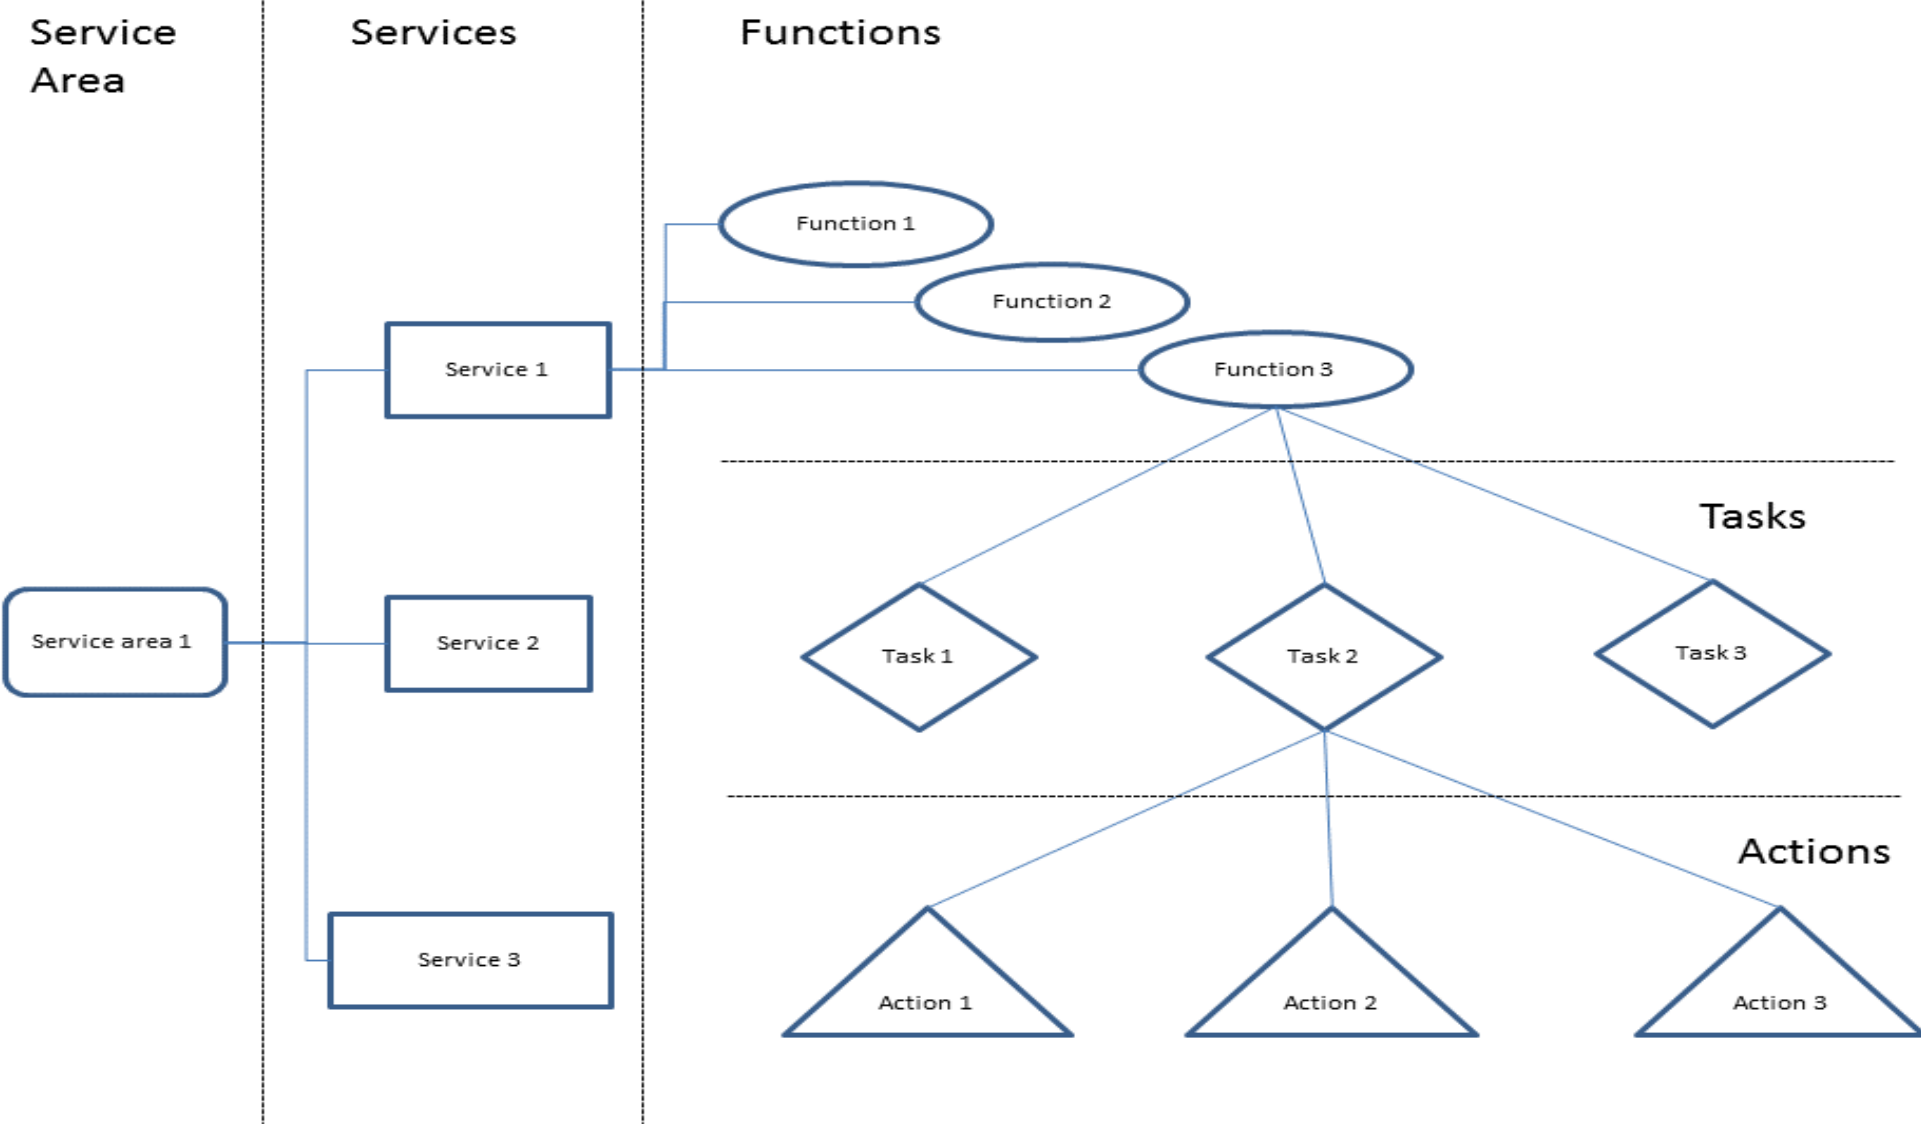 Service
Area
Services
Functions
Function 1
Function 2
Service 1
Function 3
Tasks
Service area 1
Service 2
Task 1
Task 2
Task 3
Actions
Service 3
Action 1
Action 2
Action 3